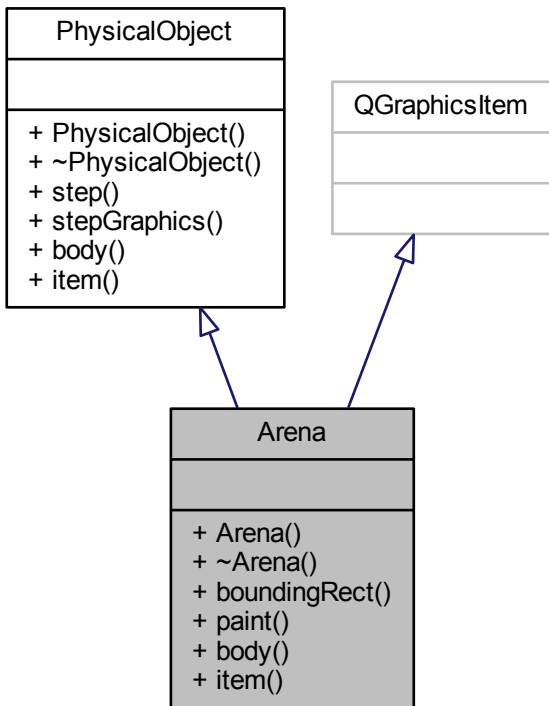 PhysicalObject
+ PhysicalObject()
+ ~PhysicalObject()
+ step()
+ stepGraphics()
+ body()
+ item()
QGraphicsItem
Arena
+ Arena()
+ ~Arena()
+ boundingRect()
+ paint()
+ body()
+ item()